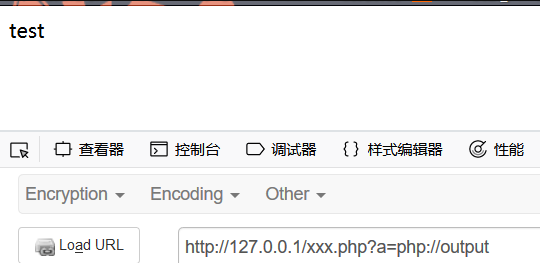 test
查看器 控制台 调试器 {} 样式编辑器 性能
Encryption Encoding Other
Load URL http://127.0.0.1/xxx.php?a=php://output